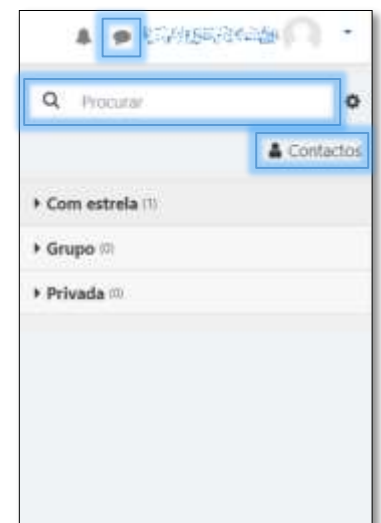 Procurar
Contactos
Com estrela (1)
Grupo (0)
Privada (0)